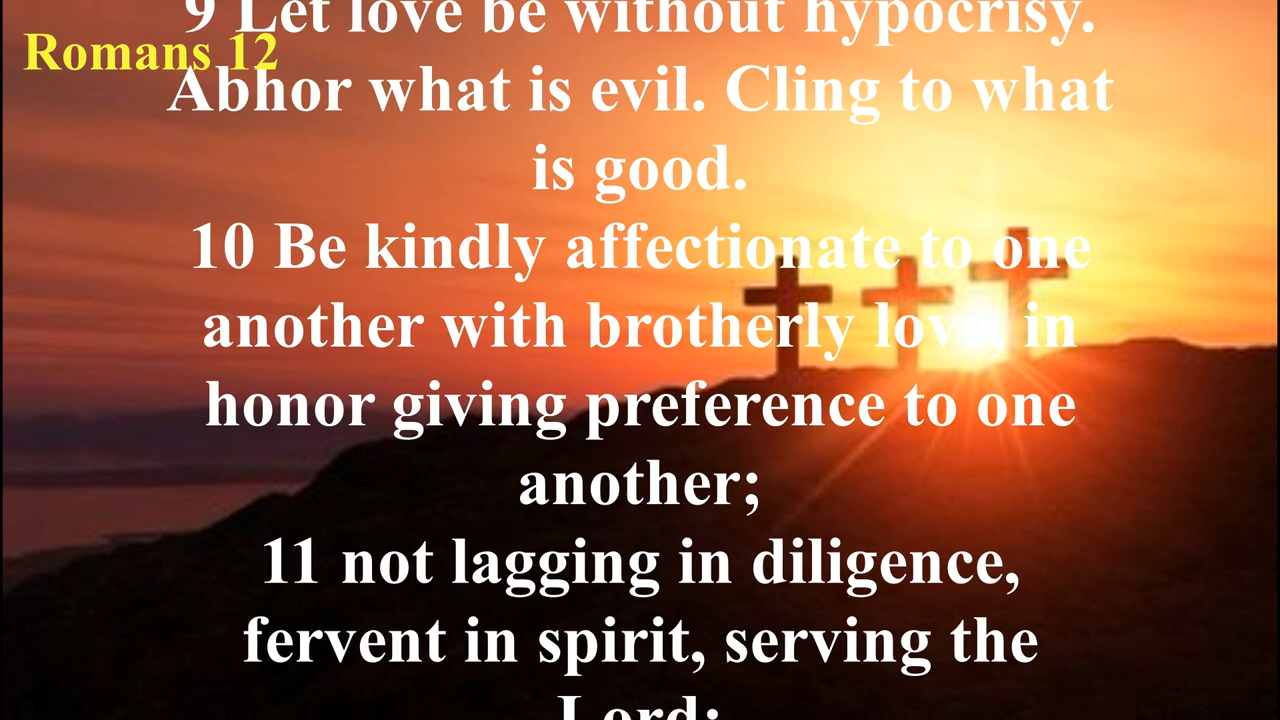 9 Let love be without hypocrisy.
Romans 12
Abhor what is evil. Cling to what
is good.
10 Be kindly affectionate to one
another with brotherly love, in
honor giving preference to one
another;
11 not lagging in diligence,
fervent in spirit, serving the
Lord;